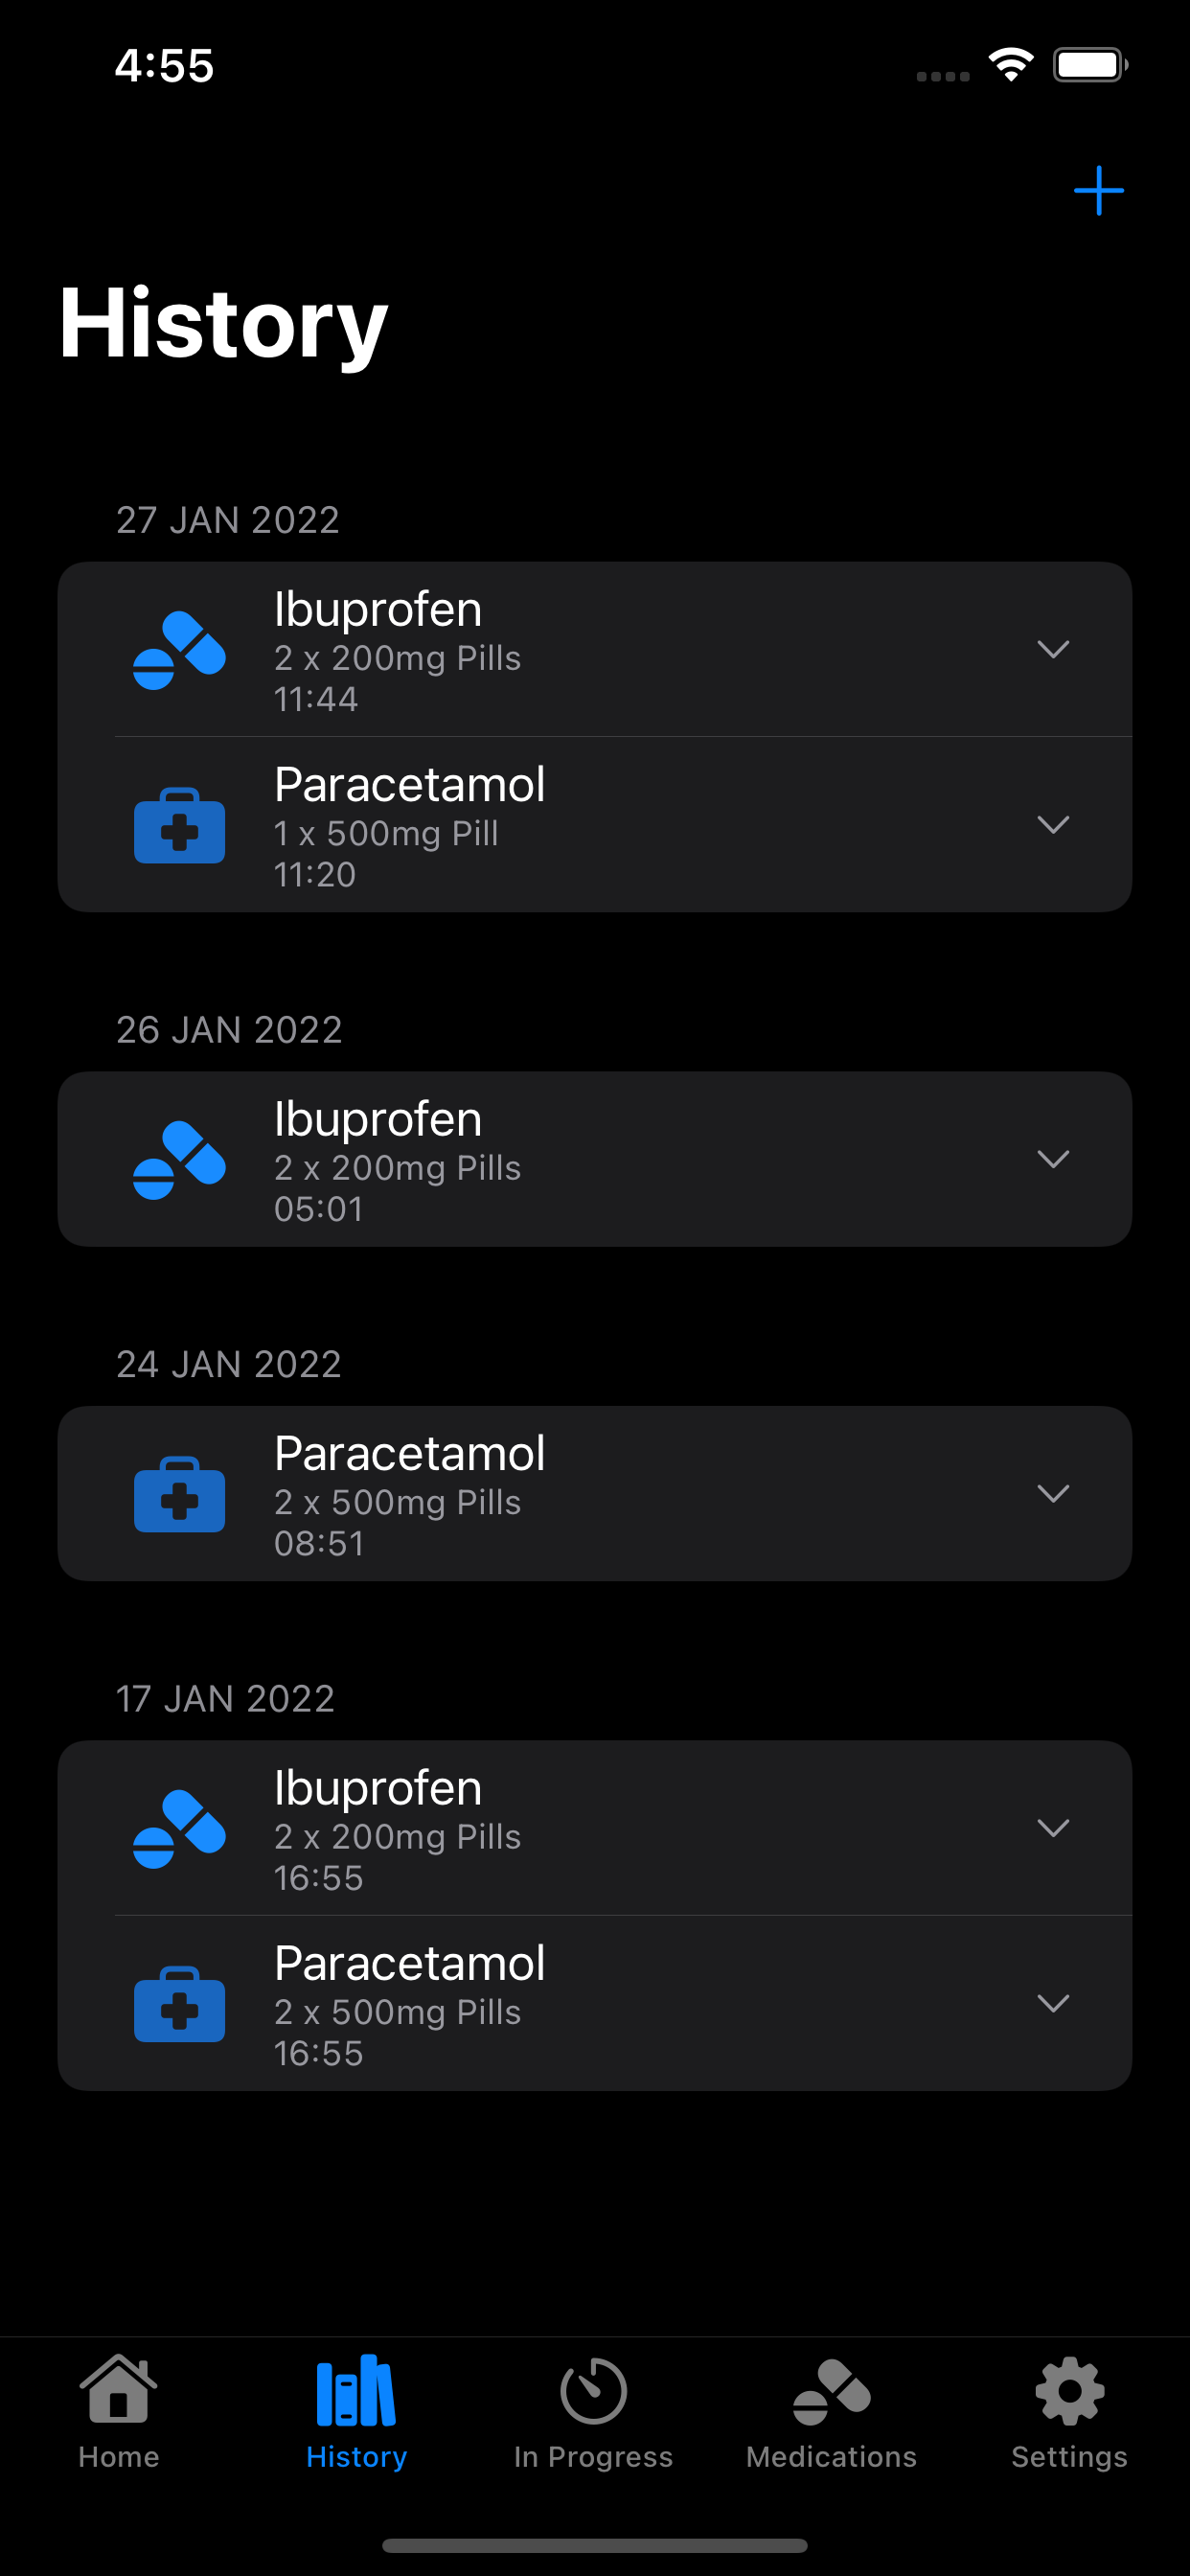 4:55
History
27 JAN 2022
Ibuprofen
2 x 200mg Pills
11:44
Paracetamol
1 x 500mg Pill
11:20
26 JAN 2022
Ibuprofen
2 x 200mg Pills
05:01
24 JAN 2022
Paracetamol
2 x 500mg Pills
08:51
17 JAN 2022
Ibuprofen
2 x 200mg Pills
16:55
Paracetamol
2 x 500mg Pills
16:55
Home History In Progress Medications Settings